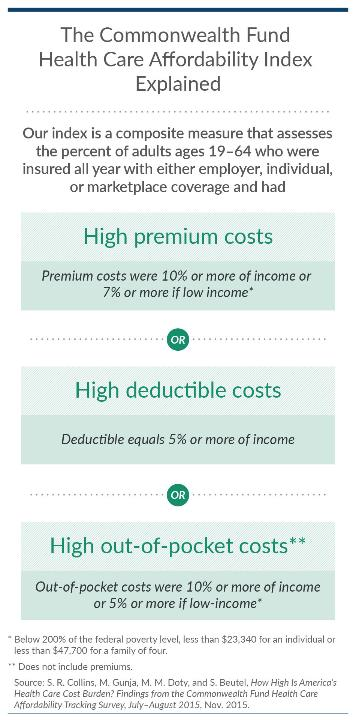 The Commonwealth Fund
Health Care Affordability Index
Explained
Our index is a composite measure that assesses
the percent of adults ages 19–64 who were
insured all year with either employer, individual,
or marketplace coverage and had
High premium costs
Premium costs were 10% or more of income or
7% or more if low income*
OR
High deductible costs
Deductible equals 5% or more of income
OR
High out-of-pocket costs**
Out-of-pocket costs were 10% or more of income
or 5% or more if low-income*
* Below 200% of the federal poverty level, less than $23,340 for an individual or
less than $47,700 for a family of four.
** Does not include premiums.
Source: S. R. Collins, M. Gunja, M. M. Doty, and S. Beutel, How High Is America's
Health Care Cost Burden? Findings from the Commonwealth Fund Health Care
Affordability Tracking Survey, July–August 2015. Nov. 2015.